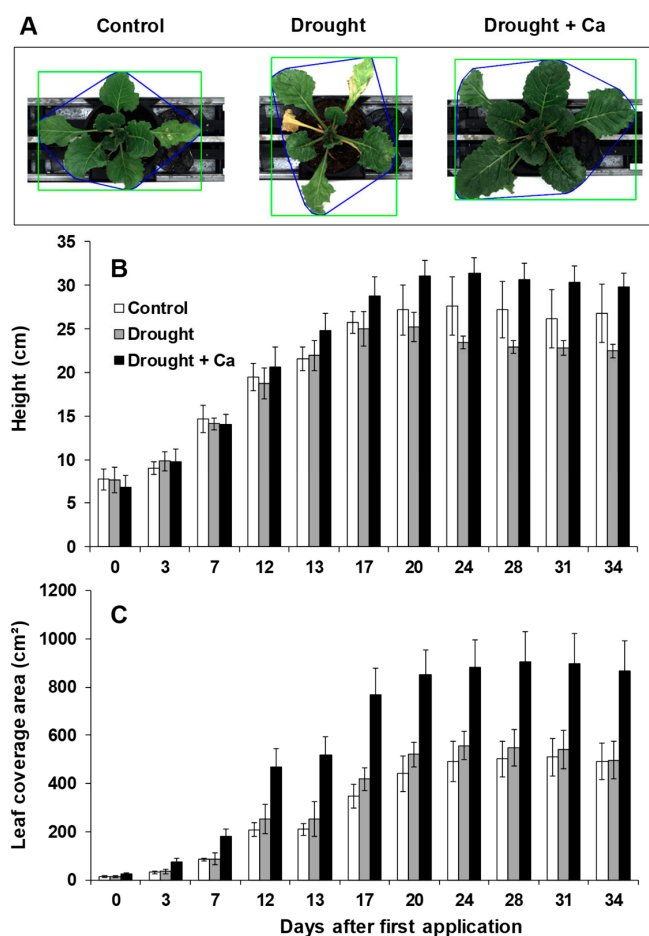 A Control Drought Drought + Ca
B
Height (cm)
35
30
25
20
15
10
5
0
Control
Drought
Drought + Ca
0 3 7 12 13 17 20 24 28 31 34
C
Leaf coverage area (cm²)
1200
1000
800
600
400
200
0
0 3 7 12 13 17 20 24 28 31 34
Days after first application